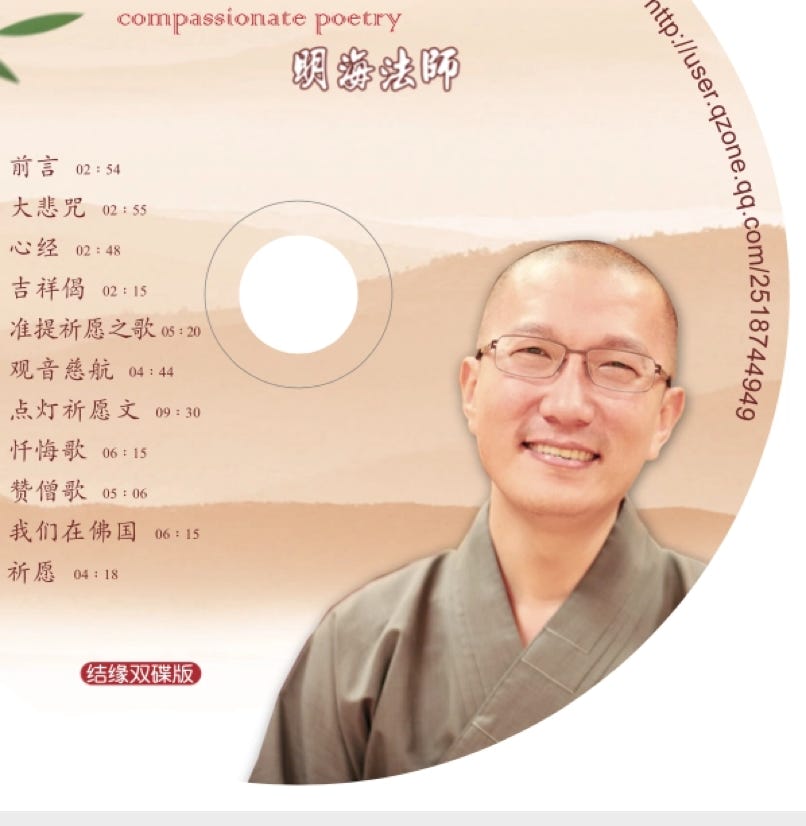 compassionate poetry
明海法師
前言 02:54
大悲咒 02:55
心经 02:48
吉祥偈 02:15
准提祈愿之歌 05:20
观音慈航 04:44
点灯祈愿文 09:30
忏悔歌 06:15
赞僧歌 05:06
我们在佛国 06:15
祈愿 04:18
结缘双碟版
http://user.qzone.qq.com/2518744949